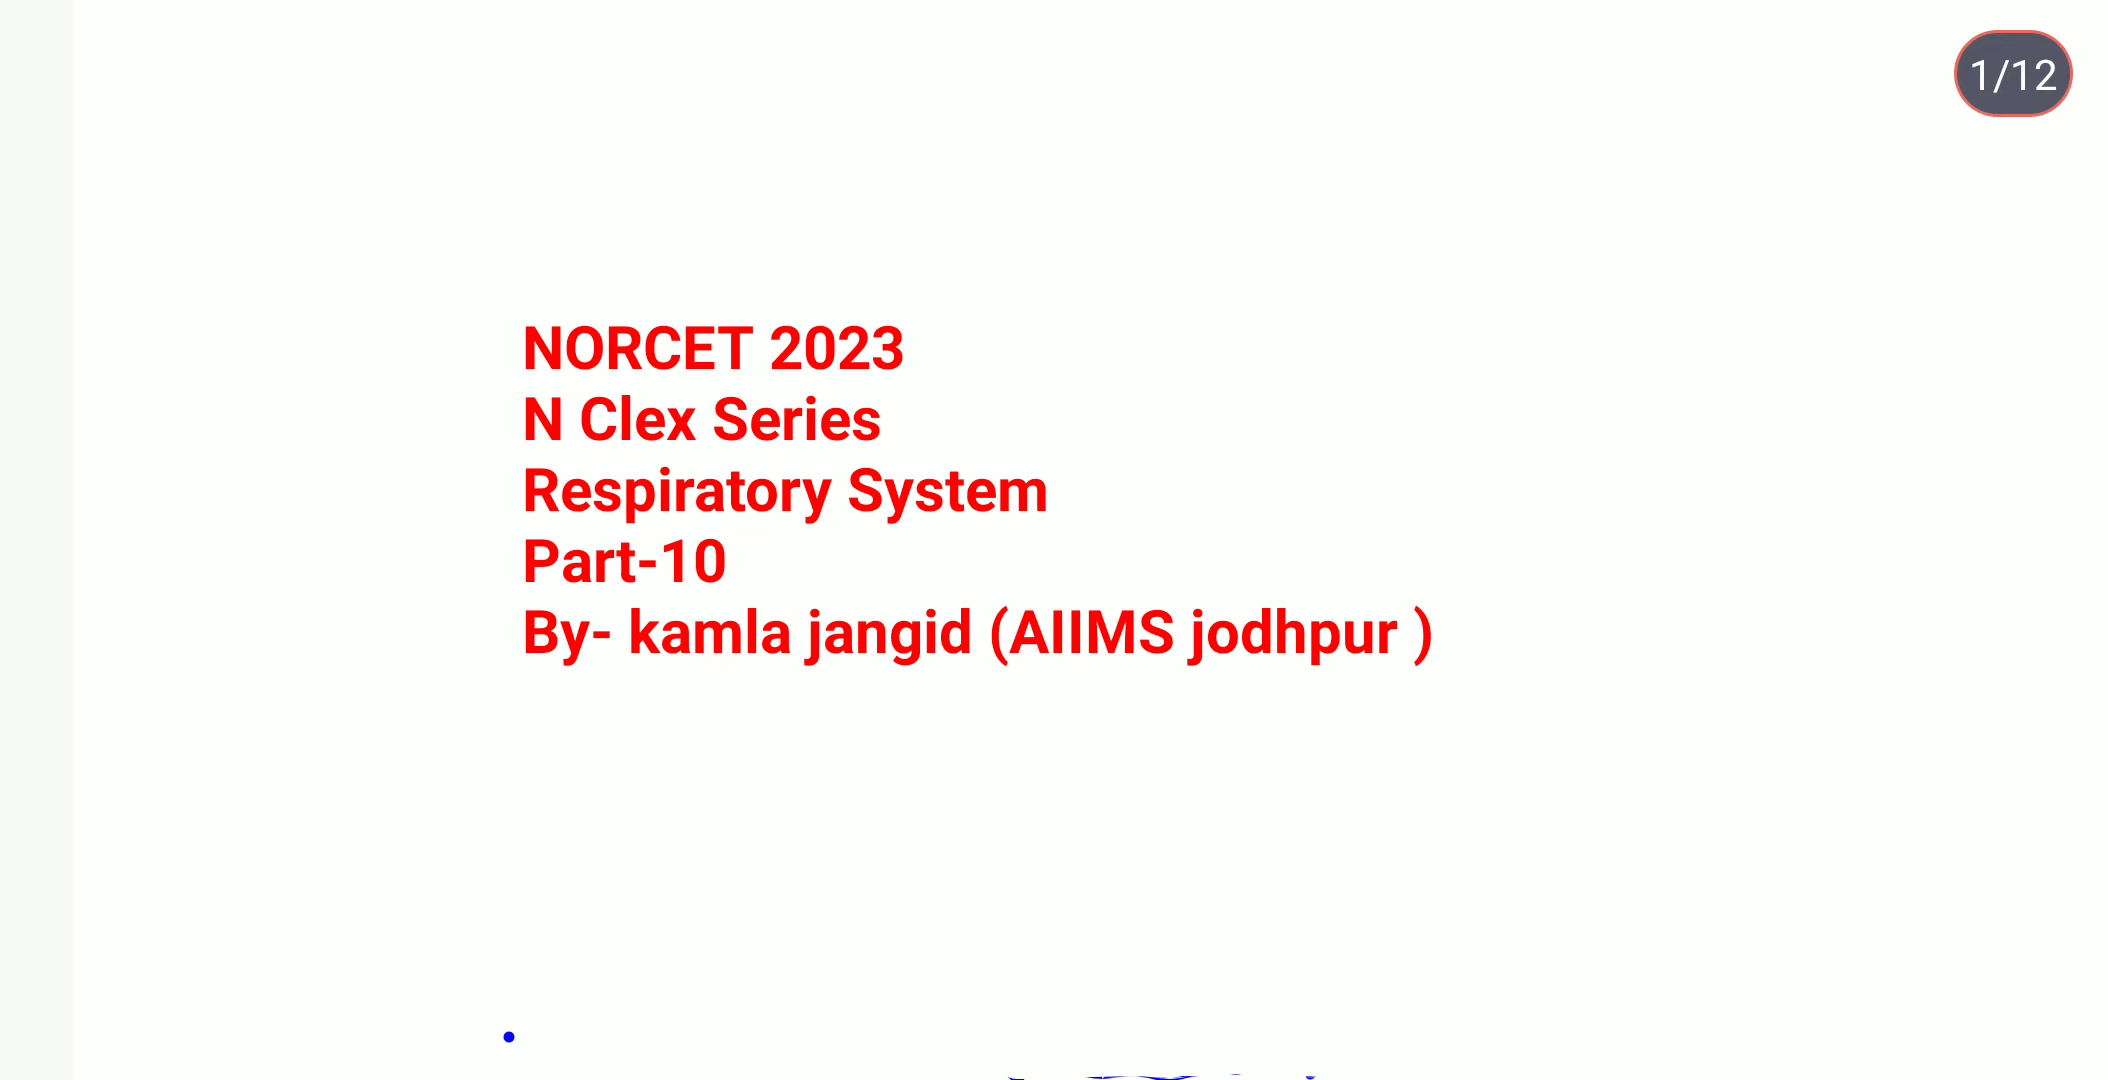 1/12
NORCET 2023
N Clex Series
Respiratory System
Part-10
By- kamla jangid (AIIMS jodhpur )